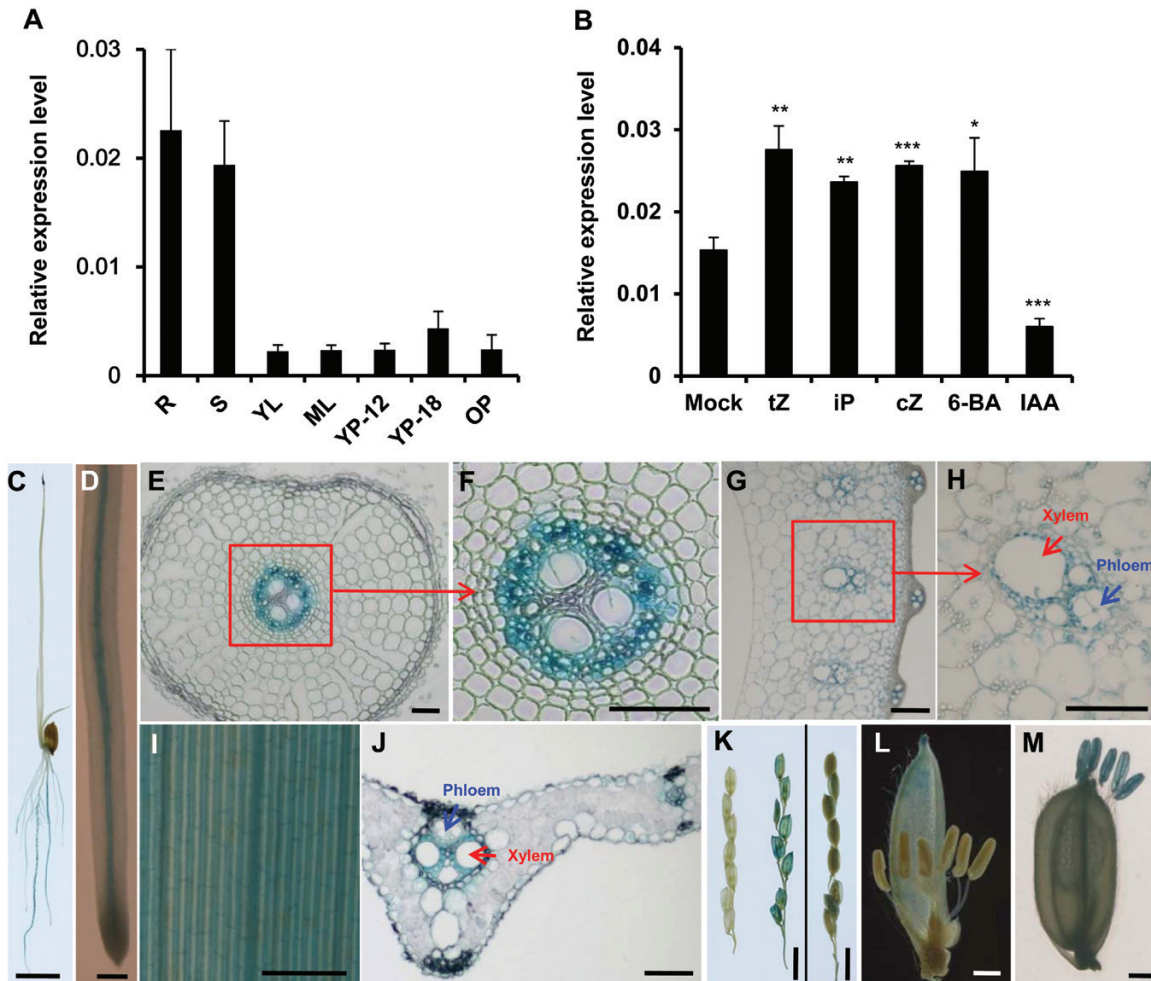 A
Relative expression level
0.03
0.02
0.01
0
R
S
YL
ML
YP-12
YP-18
OP
B
Relative expression level
0.04
0.03
0.02
0.01
0
**
**
***
*
***
Mock
tZ
iP
cZ
6-BA
IAA
C
D
E
F
G
H
Xylem
Phloem
I
J
Phloem
Xylem
K
L
M